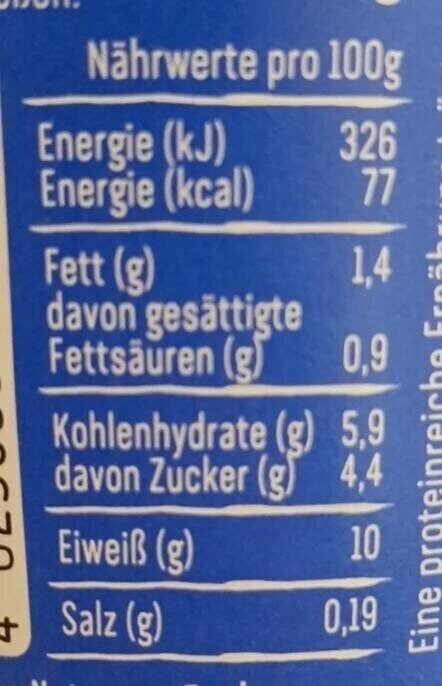 Nährwerte pro 100g
Energie (kJ) 326
Energie (kcal) 77
Fett (g) 1,4
davon gesättigte
Fettsäuren (g) 0,9
Kohlenhydrate (g) 5,9
davon Zucker (g) 4,4
Eiweiß (g) 10
Salz (g) 0,19
Eine proteinreiche